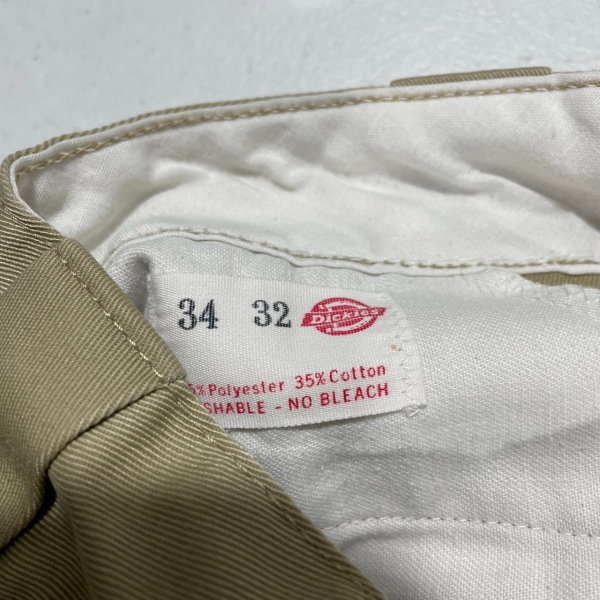 34 32 Dickies
5% Polyester 35% Cotton
SHABLE - NO BLEACH